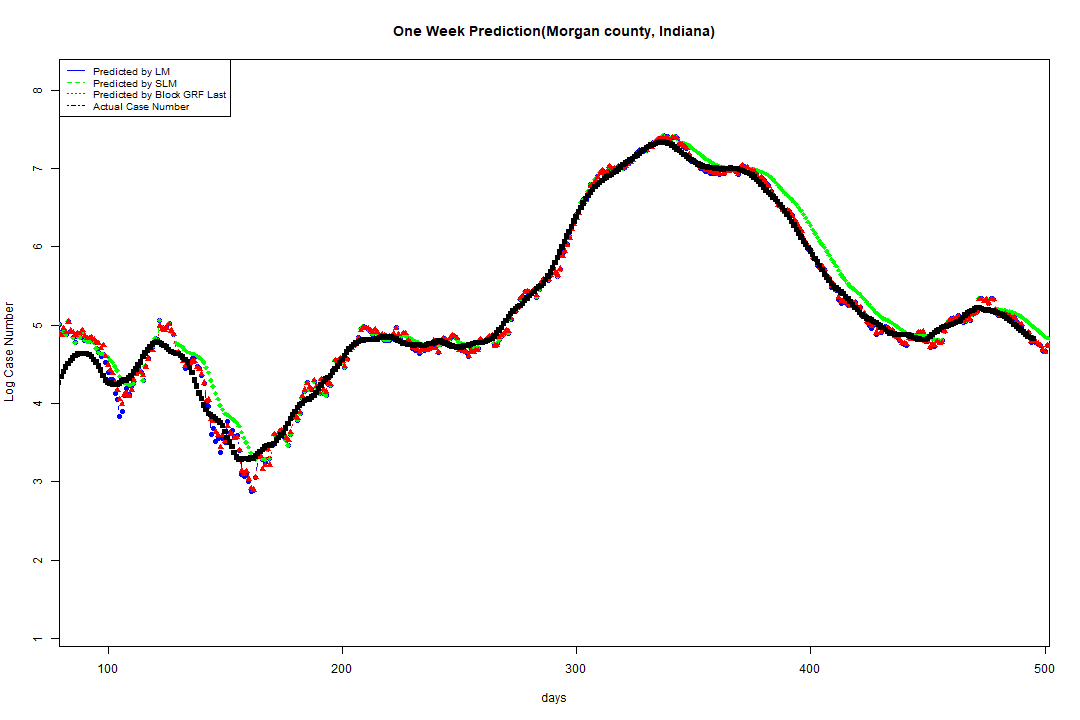 One Week Prediction(Morgan county, Indiana)
Predicted by LM
Predicted by SLM
Predicted by Block GRF Last
Actual Case Number
8
7
6
5
4
3
2
1
Log Case Number
100 200 300 400 500
days